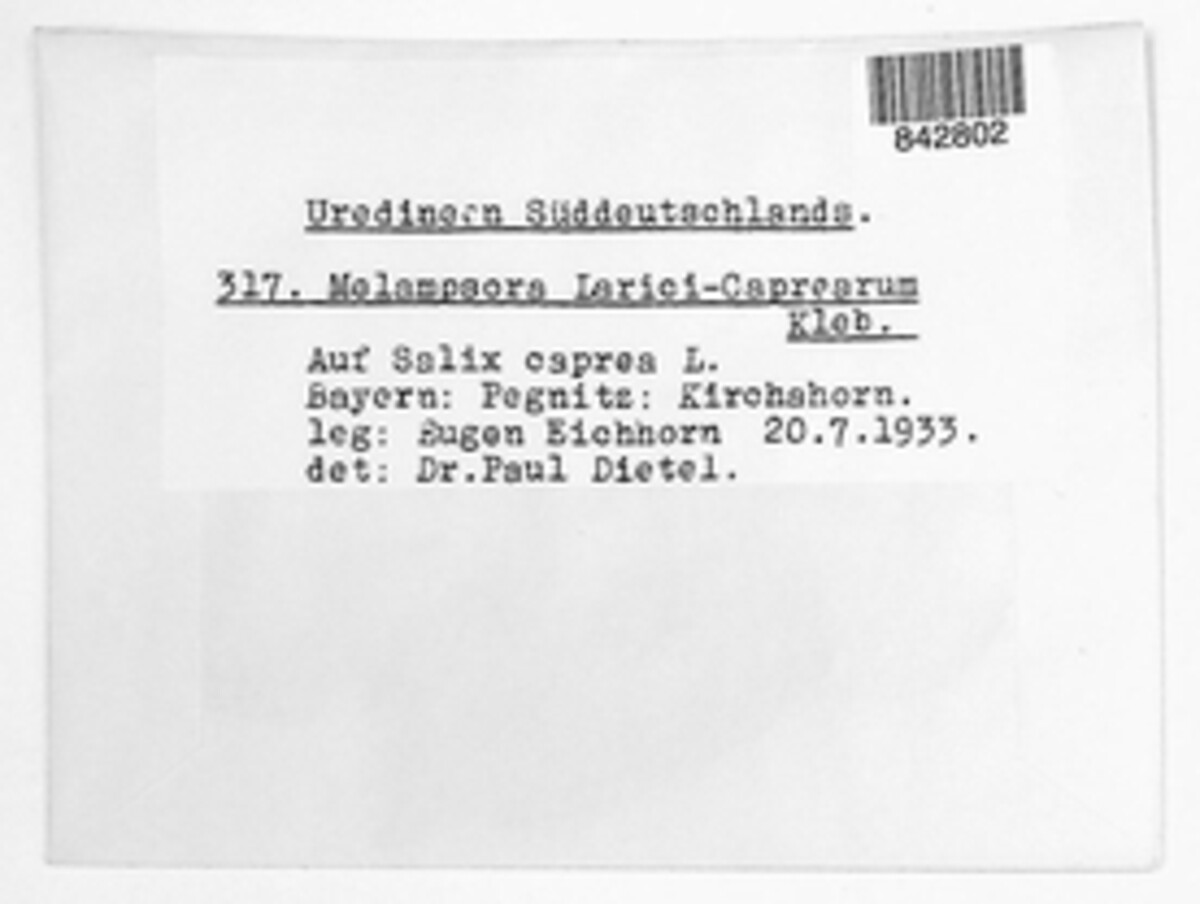 842802
Uredineen Süddeutschlands.
317. Melampsora Larici-Caprearum
Kleb.
Auf Salix caprea L.
Bayern: Pegnitz: Kirchahorn.
leg: Eugen Eichhorn 20.7.1933.
det: Dr.Paul Dietel.